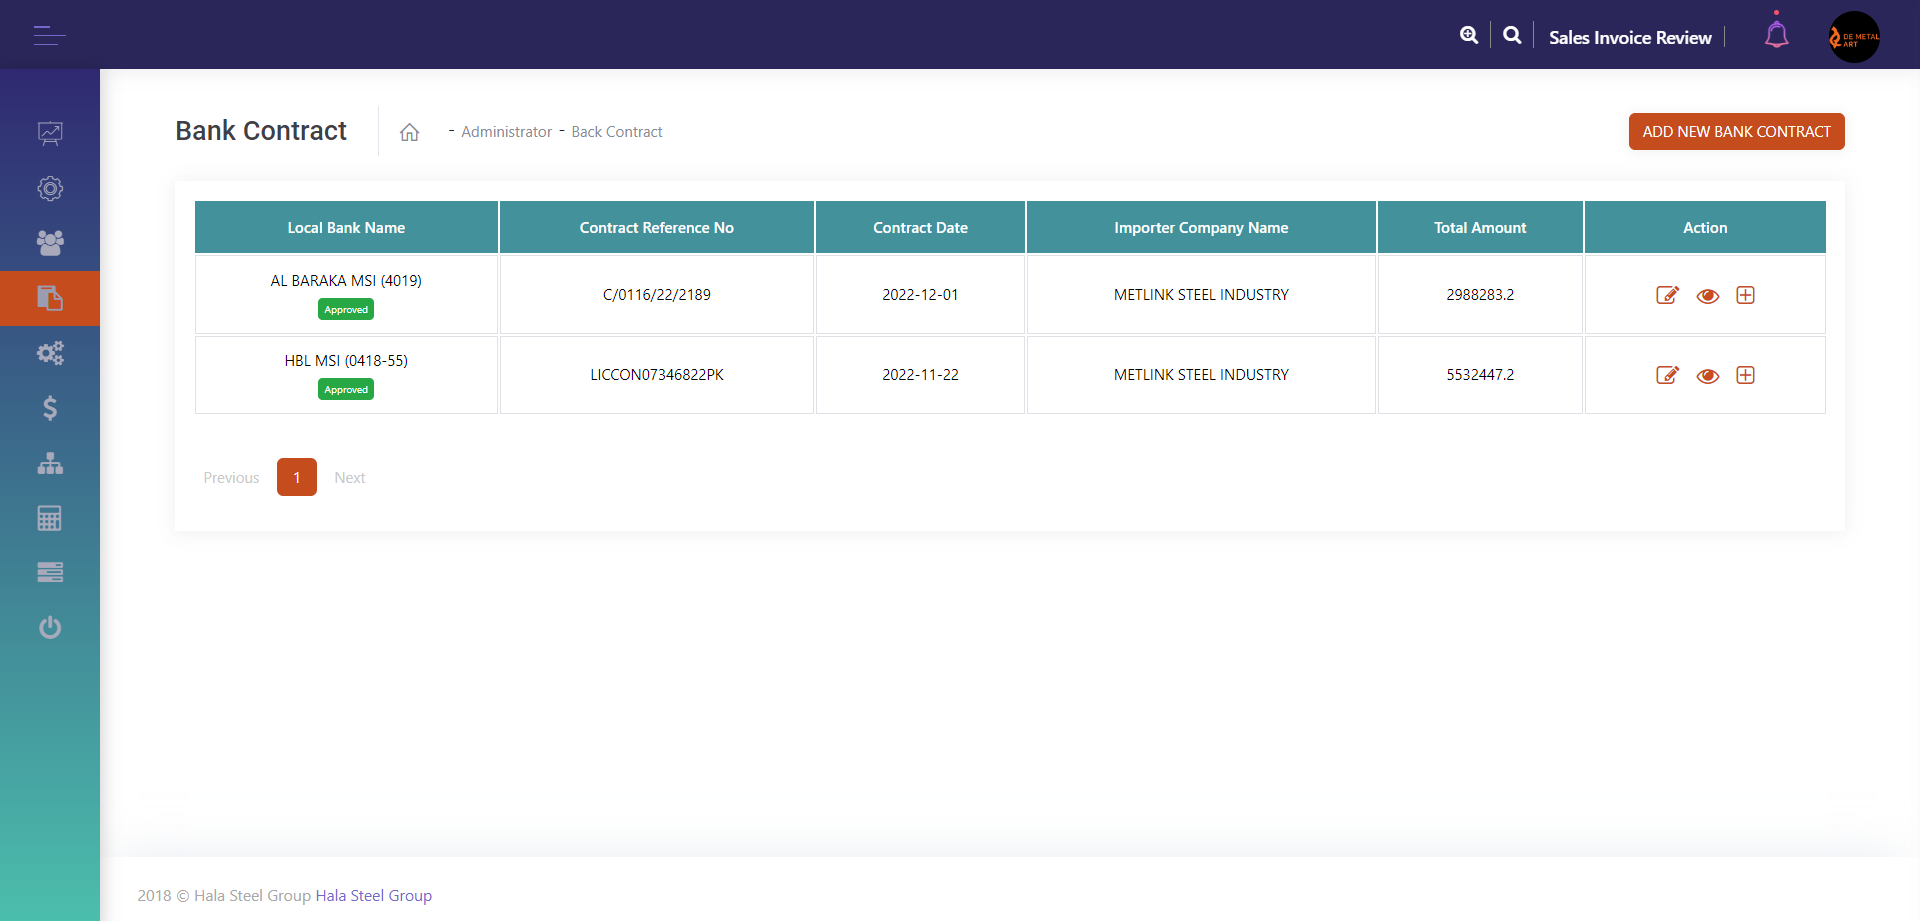 Sales Invoice Review
DE METAL
ART
Bank Contract
- Administrator - Back Contract
ADD NEW BANK CONTRACT
Local Bank Name Contract Reference No Contract Date Importer Company Name Total Amount Action
AL BARAKA MSI (4019)
Approved
C/0116/22/2189 2022-12-01 METLINK STEEL INDUSTRY 2988283.2
HBL MSI (0418-55)
Approved
LICCON07346822PK 2022-11-22 METLINK STEEL INDUSTRY 5532447.2
Previous 1 Next
2018 © Hala Steel Group Hala Steel Group